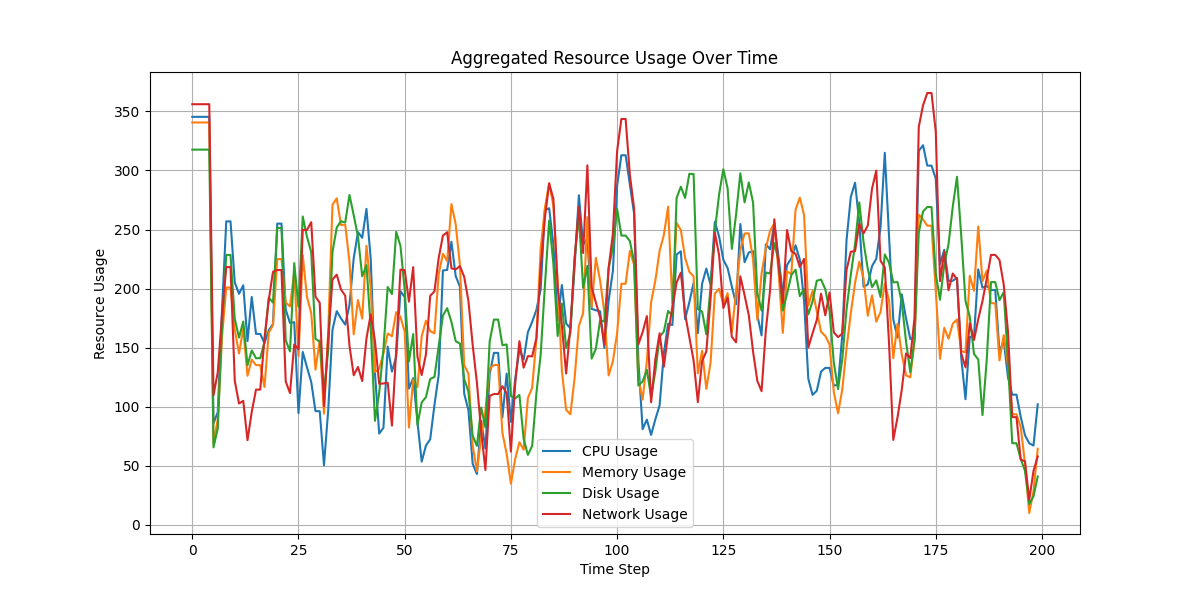 Aggregated Resource Usage Over Time
Resource Usage
350
300
250
200
150
100
50
0
0 25 50 75 100 125 150 175 200
Time Step
CPU Usage
Memory Usage
Disk Usage
Network Usage